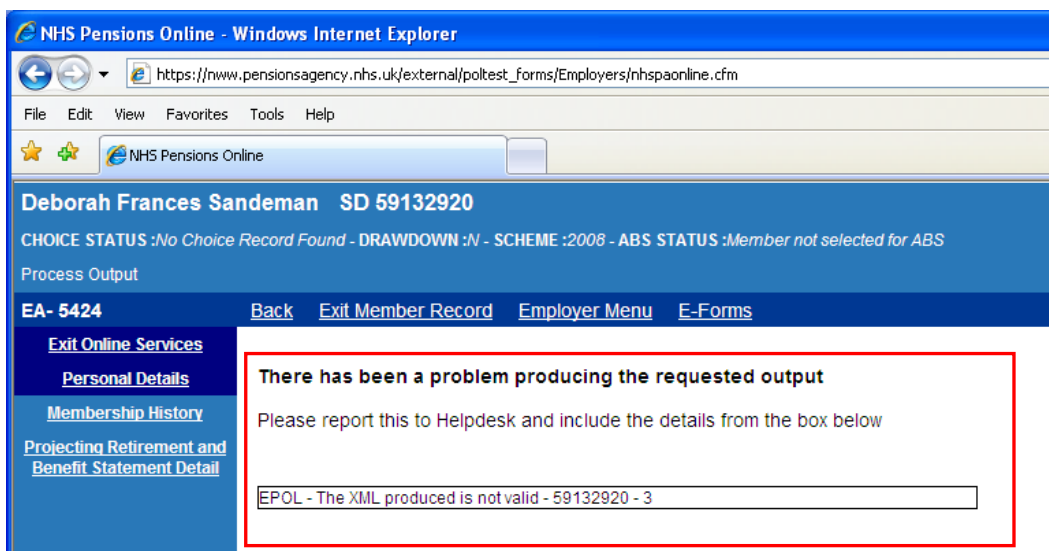 NHS Pensions Online - Windows Internet Explorer
https://nww.pensionsagency.nhs.uk/external/poltest_forms/Employers/nhspaonline.cfm
File Edit View Favorites Tools Help
NHS Pensions Online
Deborah Frances Sandeman SD 59132920
CHOICE STATUS :No Choice Record Found - DRAWDOWN :N - SCHEME :2008 - ABS STATUS :Member not selected for ABS
Process Output
EA- 5424 Back Exit Member Record Employer Menu E-Forms
Exit Online Services
Personal Details
Membership History
Projecting Retirement and
Benefit Statement Detail
There has been a problem producing the requested output
Please report this to Helpdesk and include the details from the box below
EPOL - The XML produced is not valid - 59132920 - 3